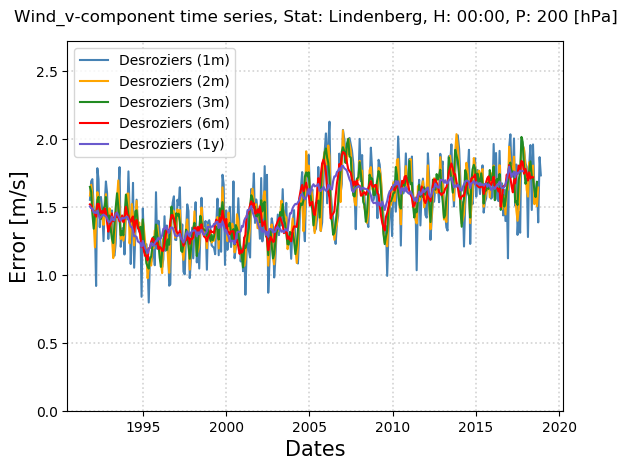 Wind_v-component time series, Stat: Lindenberg, H: 00:00, P: 200 [hPa]
Desroziers (1m)
Desroziers (2m)
Desroziers (3m)
Desroziers (6m)
Desroziers (1y)
Error [m/s]
2.5
2.0
1.5
1.0
0.5
0.0
1995 2000 2005 2010 2015 2020
Dates